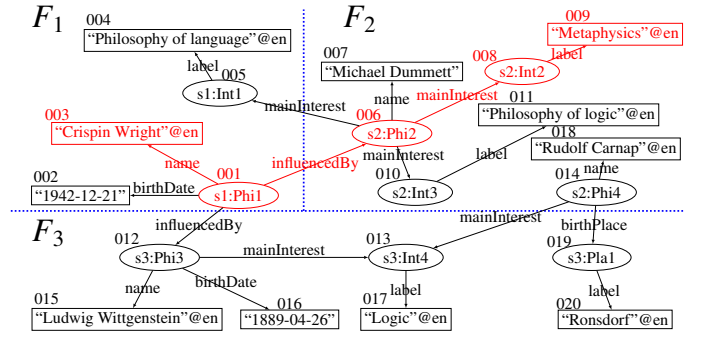 F1
F2
004
“Philosophy of language”@en
label
005
s1:Int1
mainInterest
003
“Crispin Wright”@en
name
001
s1:Phi1
002
“1942-12-21”
birthDate
influencedBy
007
“Michael Dummett”
name
006
s2:Phi2
mainInterest
008
s2:Int2
label
009
“Metaphysics”@en
mainInterest
010
s2:Int3
label
011
“Philosophy of logic”@en
018
“Rudolf Carnap”@en
name
014
s2:Phi4
mainInterest
birthPlace
F3
influencedBy
012
s3:Phi3
mainInterest
013
s3:Int4
019
s3:Pla1
name
birthDate
label
label
015
“Ludwig Wittgenstein”@en
016
“1889-04-26”
017
“Logic”@en
020
“Ronsdorf”@en